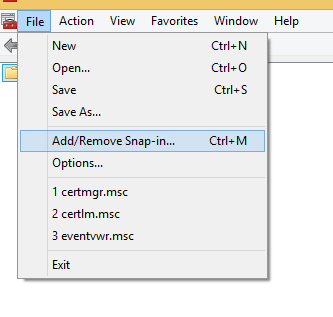 File Action View Favorites Window Help
New Ctrl+N
Open... Ctrl+O
Save Ctrl+S
Save As...
Add/Remove Snap-in... Ctrl+M
Options...
1 certmgr.msc
2 certlm.msc
3 eventvwr.msc
Exit